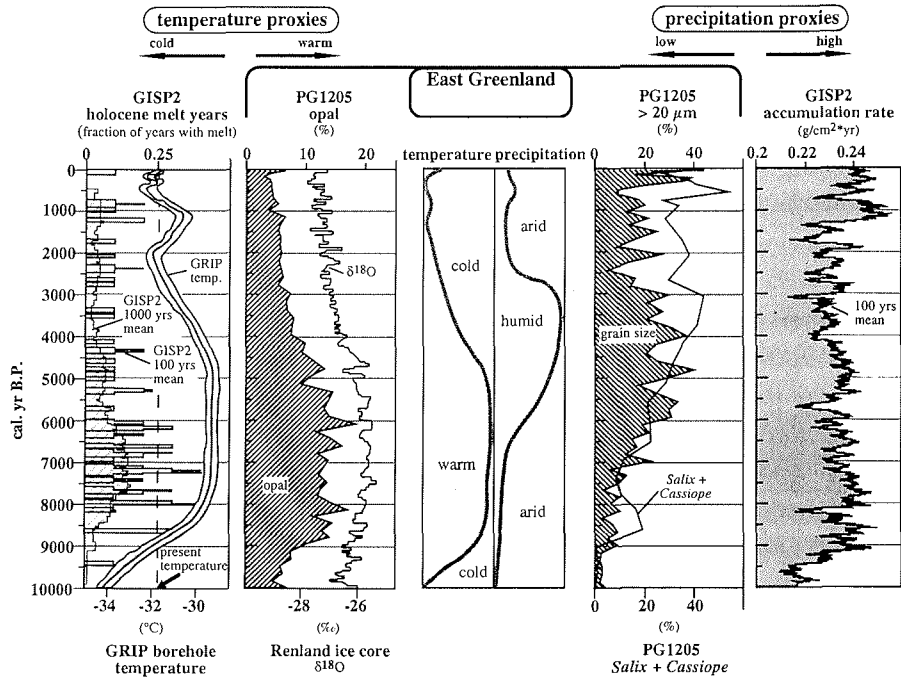 temperature proxies
precipitation proxies
cold
warm
low
high
East Greenland
GISP2
holocene melt years
(fraction of years with melt)
PG1205
opal
(%)
PG1205
> 20 µm
(%)
GISP2
accumulation rate
(g/cm²*yr)
temperature precipitation
0 0.25
0 10 20
0 20 40 60
0.2 0.22 0.24
0
1000
2000
3000
4000
5000
6000
7000
8000
9000
10000
cal. yr B.P.
GRIP
temp.
GISP2
1000 yrs
mean
GISP2
100 yrs
mean
present
temperature
δ18O
opal
cold
warm
cold
arid
humid
arid
grain size
Salix +
Cassiope
100 yrs
mean
-34 -32 -30
(°C)
GRIP borehole
temperature
-28 -26
(‰)
Renland ice core
δ18O
0 20 40
(%)
PG1205
Salix + Cassiope